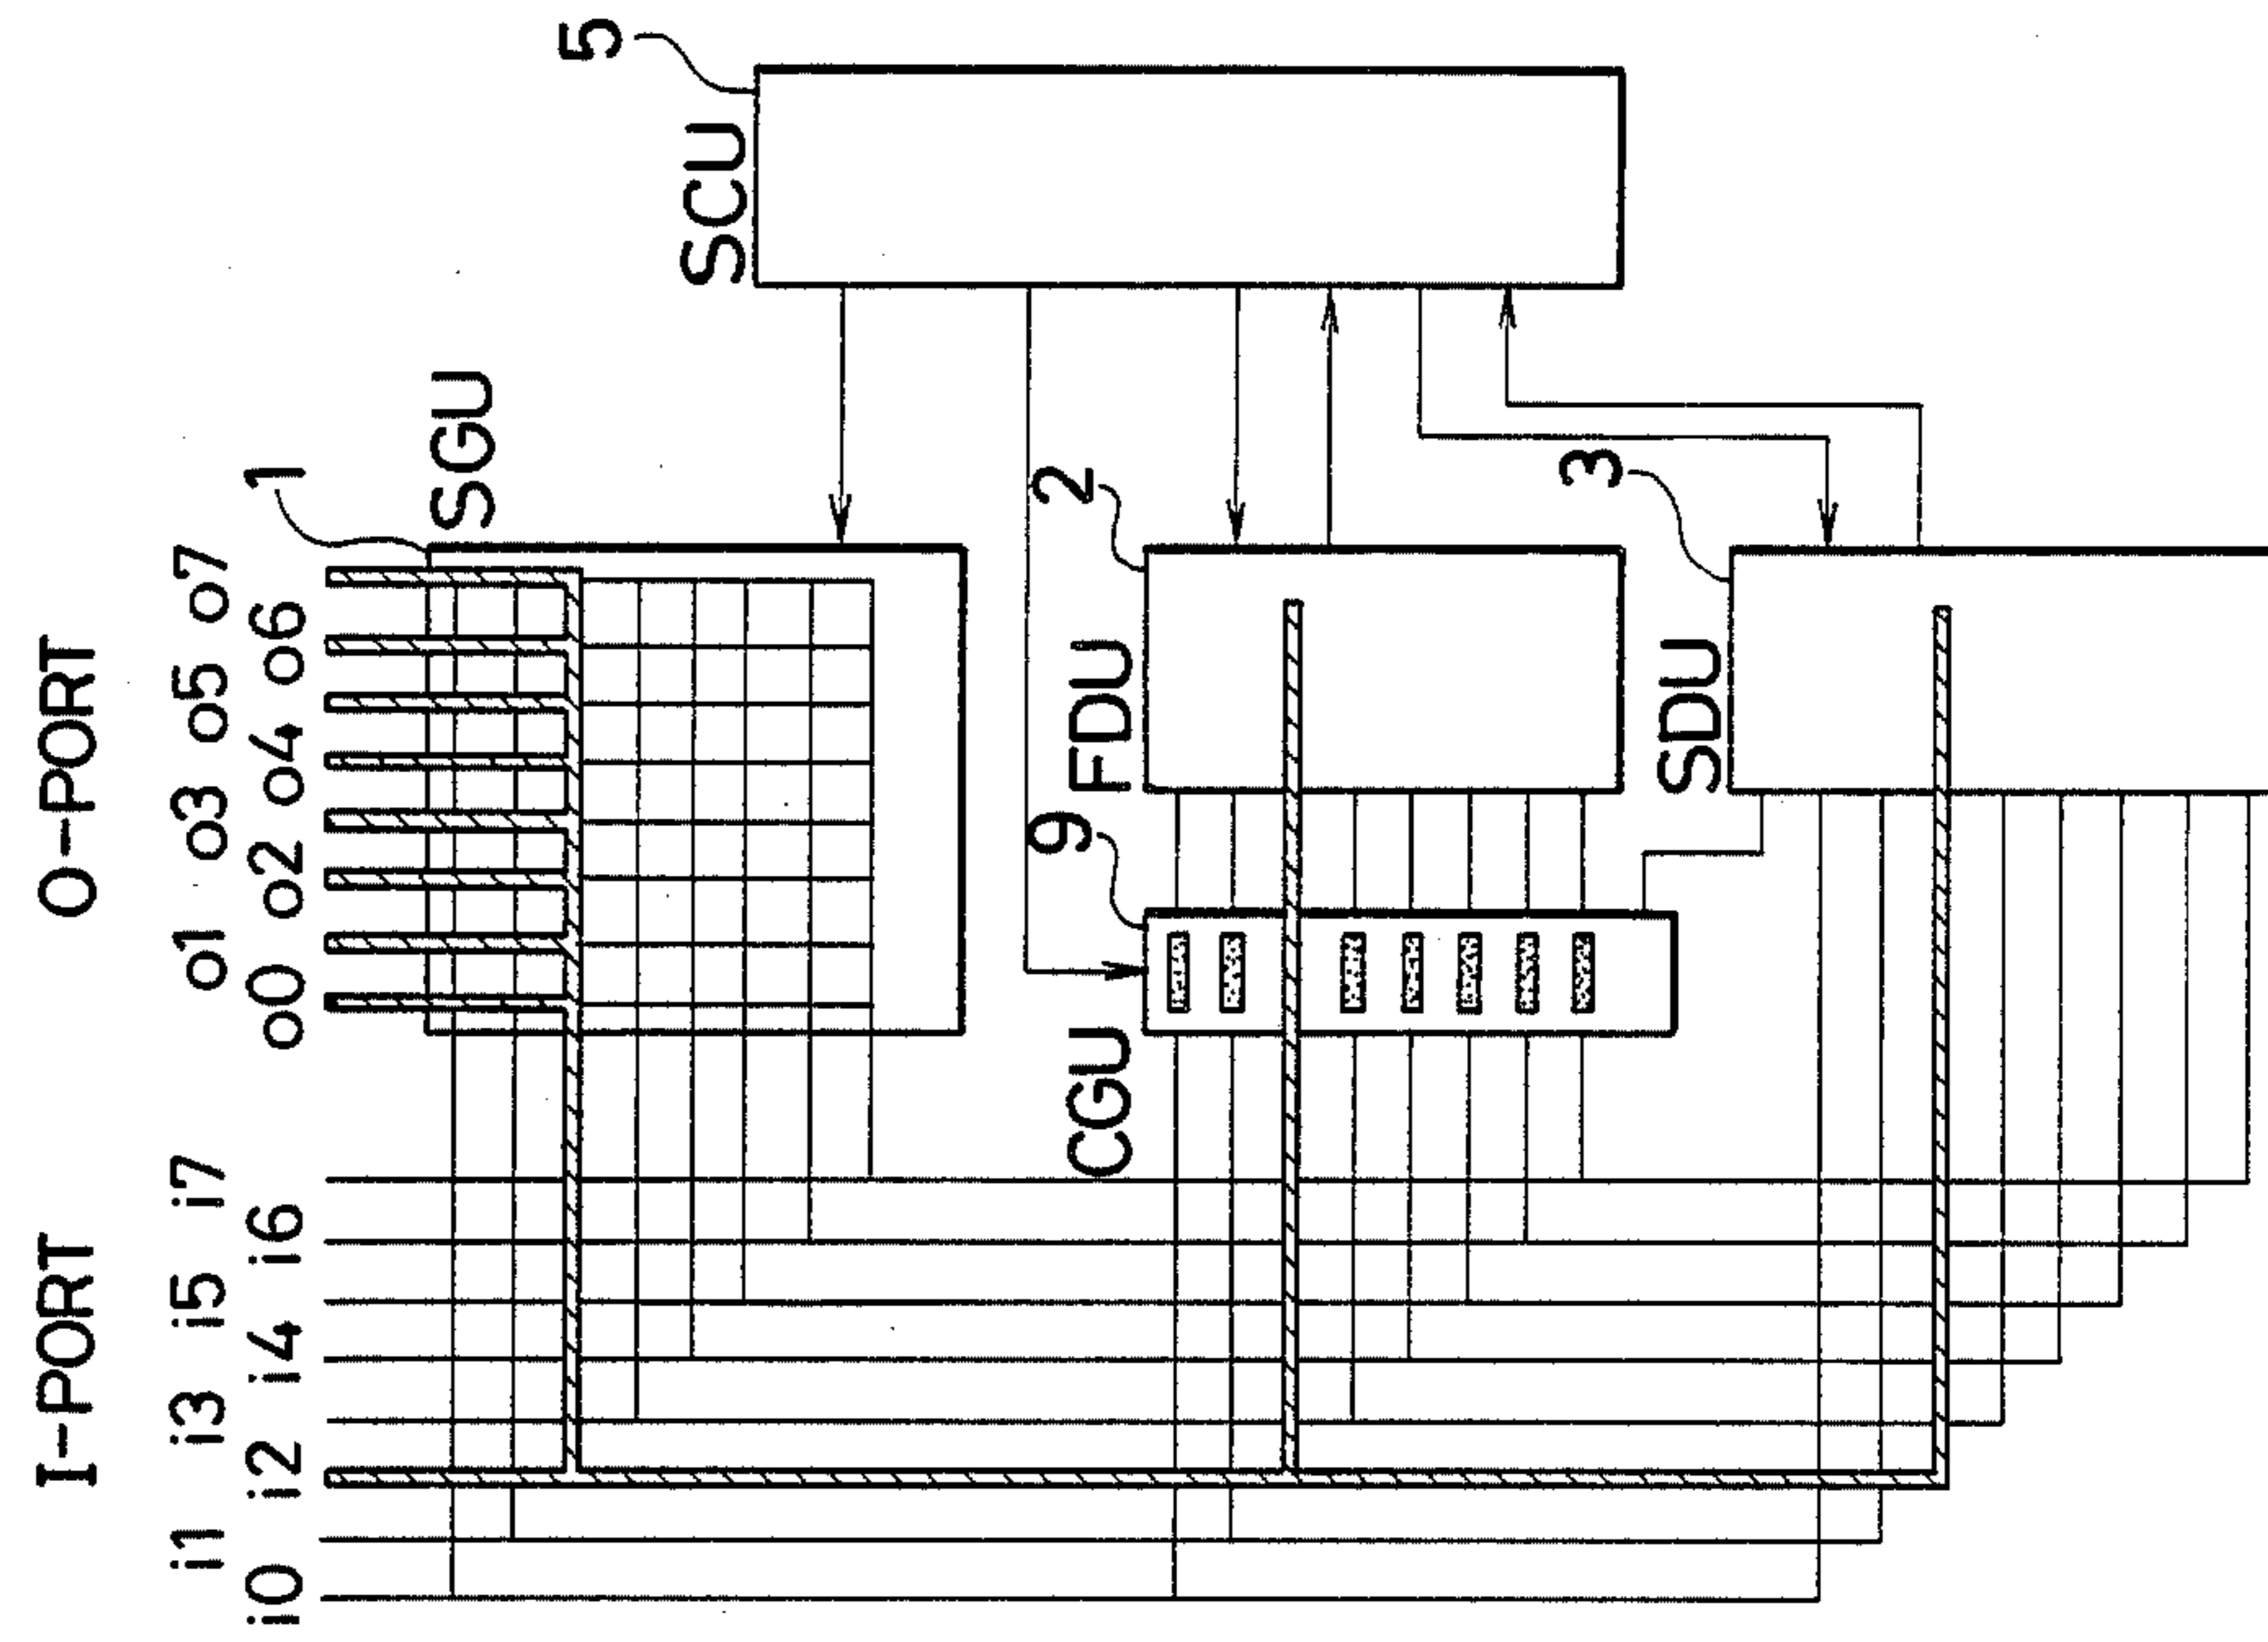 I-PORT
O-PORT
i1 i3 i5 i7
i0 i2 i4 i6
o1 o3 o5 o7
o0 o2 o4 o6
1
SGU
SCU
5
CGU
9
FDU
2
SDU
3